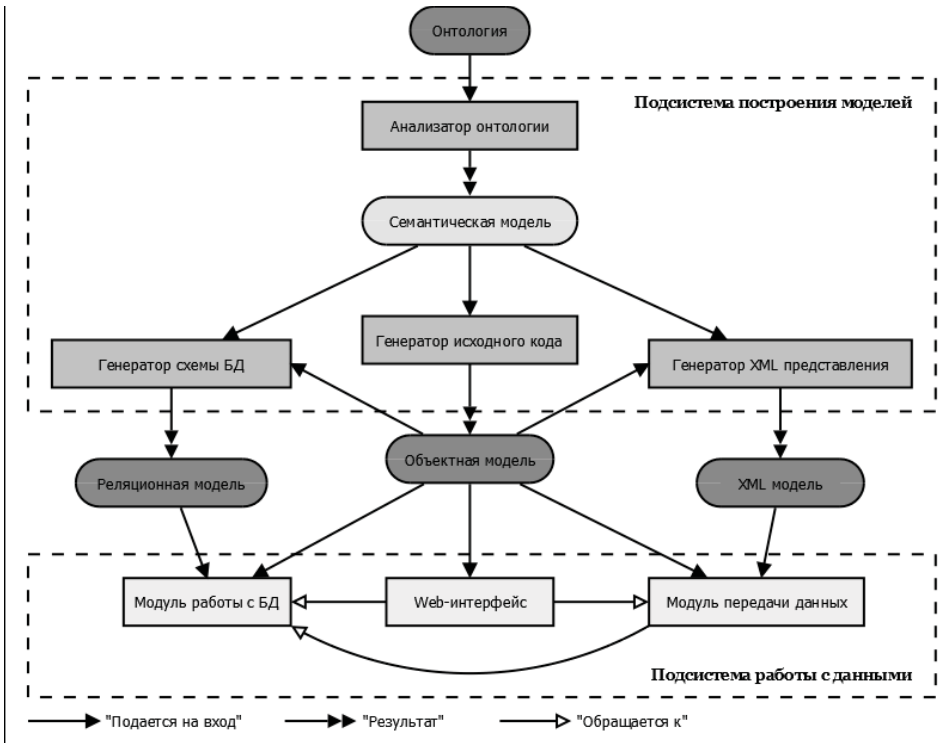 Онтология
Подсистема построения моделей
Анализатор онтологии
Семантическая модель
Генератор исходного кода
Генератор схемы БД
Генератор XML представления
Объектная модель
Реляционная модель
XML модель
Модуль работы с БД
Web-интерфейс
Модуль передачи данных
Подсистема работы с данными
"Подается на вход"
"Результат"
"Обращается к"